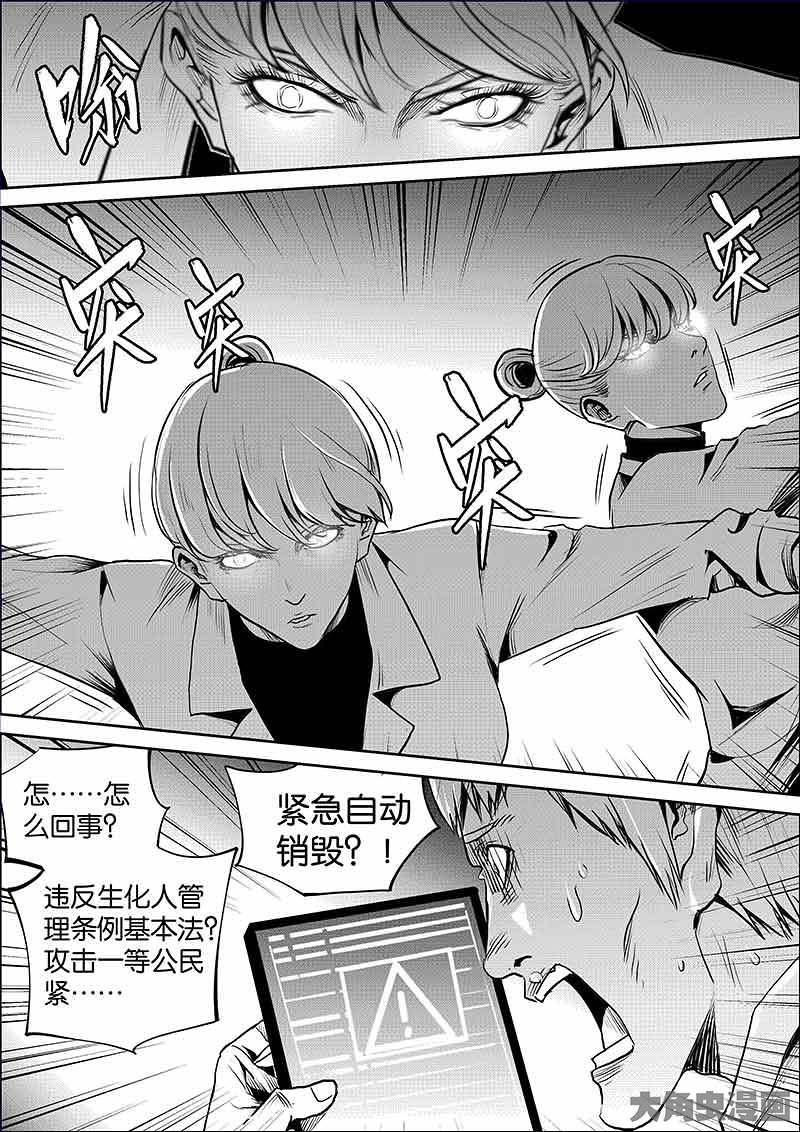 嗡
突
突
突
突
怎……怎
么回事?
违反生化人管
理条例基本法?
攻击一等公民
紧……
紧急自动
销毁?!
大角虫漫画